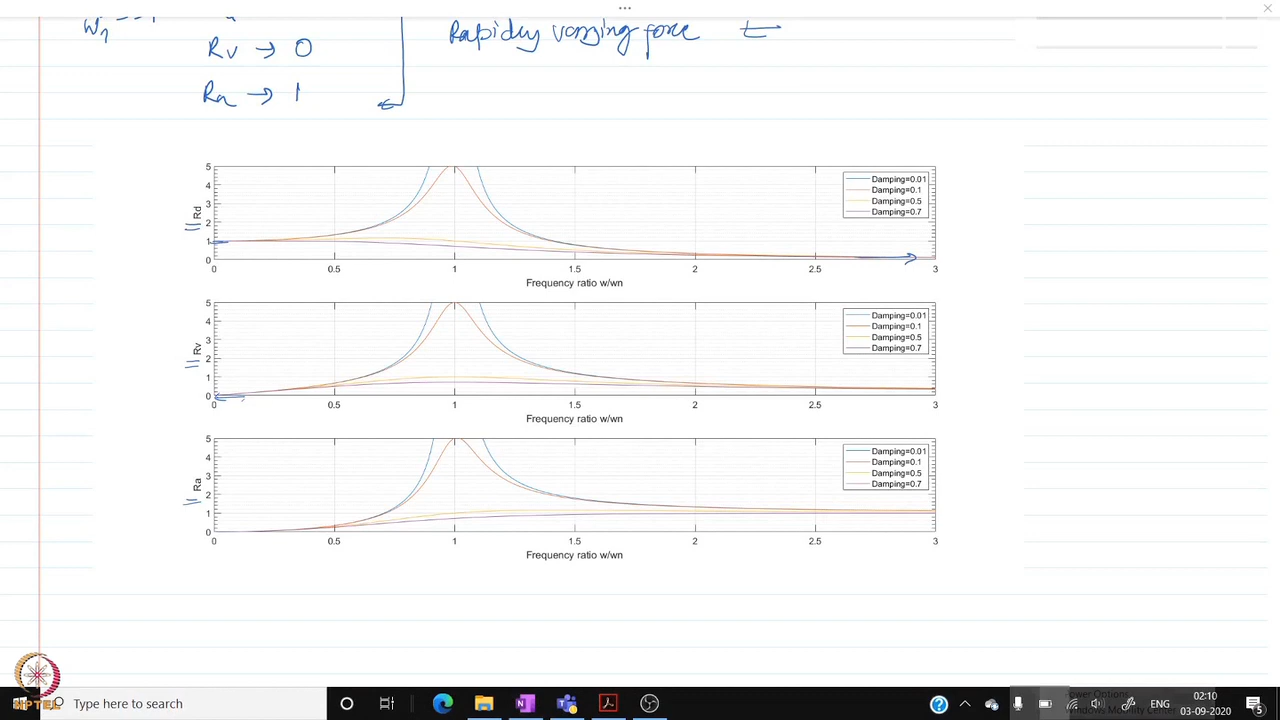 Rapidly varying force t
Rv → 0
Ra → 1
5
4
3
2
1
0
Rd
Damping=0.01
Damping=0.1
Damping=0.5
Damping=0.7
0 0.5 1 1.5 2 2.5 3
Frequency ratio w/wn
5
4
3
2
1
0
Rv
Damping=0.01
Damping=0.1
Damping=0.5
Damping=0.7
0 0.5 1 1.5 2 2.5 3
Frequency ratio w/wn
5
4
3
2
1
0
Ra
Damping=0.01
Damping=0.1
Damping=0.5
Damping=0.7
0 0.5 1 1.5 2 2.5 3
Frequency ratio w/wn
NPTEL
Type here to search
ENG
02:10
03-09-2020
5